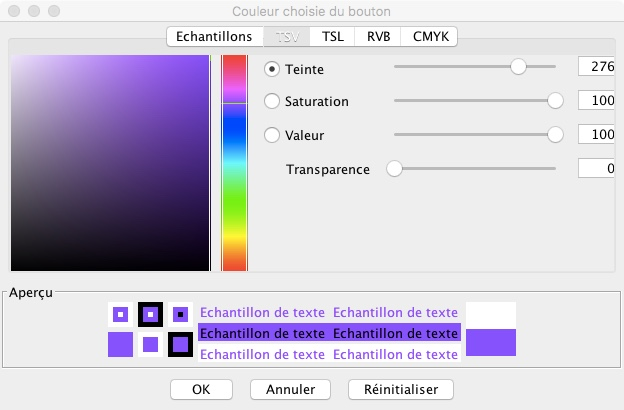 Couleur choisie du bouton
Echantillons TSV TSL RVB CMYK
Teinte 276
Saturation 100
Valeur 100
Transparence 0
Aperçu
Echantillon de texte Echantillon de texte
Echantillon de texte Echantillon de texte
Echantillon de texte Echantillon de texte
OK Annuler Réinitialiser